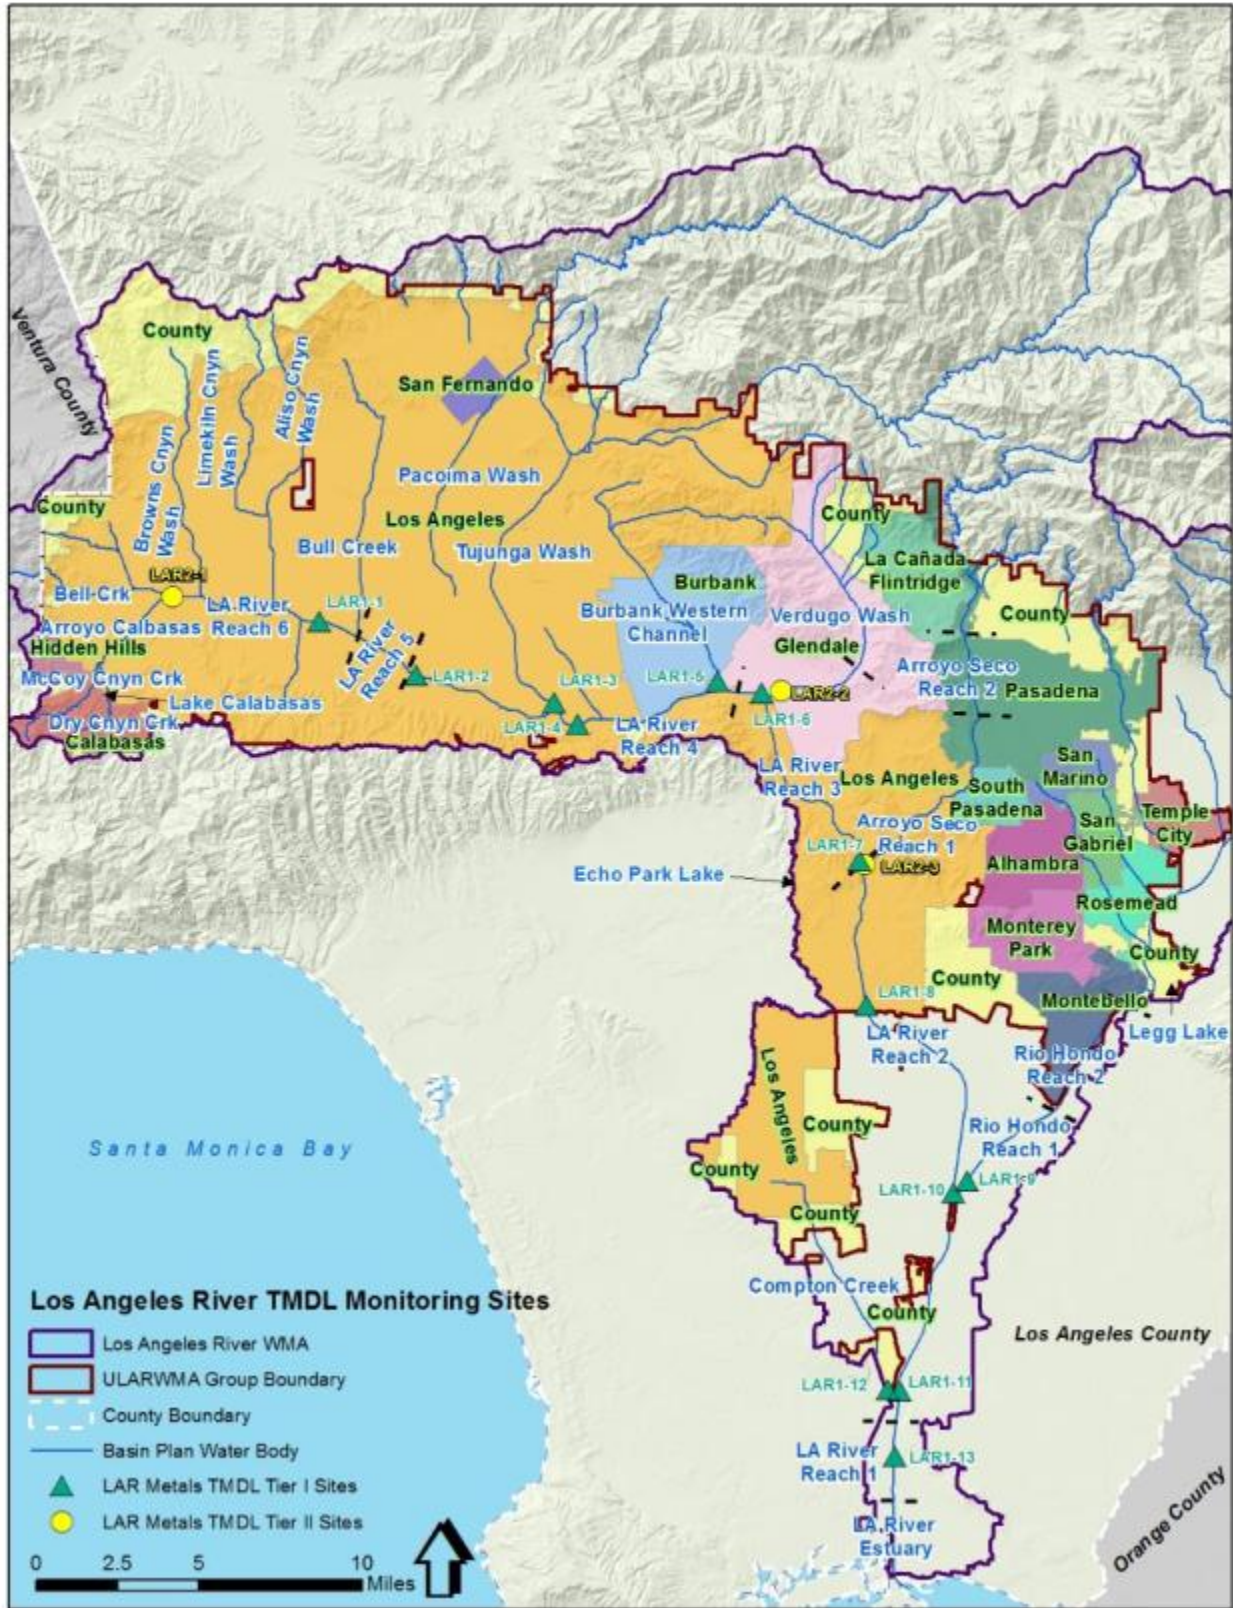 Ventura County
County
San Fernando
Browns Cnyn
Wash
Limekiln Cnyn
Wash
Aliso Cnyn
Wash
Pacoima Wash
County
Los Angeles
Bull Creek
Tujunga Wash
County
La Cañada
Flintridge
Burbank
County
LAR2-1
Bell Crk
LA River
Reach 6
LAR1-1
Burbank Western
Channel
Verdugo Wash
Arroyo Calbasas
Hidden Hills
LA River
Reach 5
Glendale
McCoy Cnyn Crk
LAR1-2
LAR1-3
LAR1-5
LAR2-2
Arroyo Seco
Reach 2
Pasadena
Lake Calabasas
Dry Cnyn Crk
Calabasas
LAR1-4
LA River
Reach 4
LAR1-6
LA River
Reach 3
Los Angeles
San
Marino
South
Pasadena
Temple
City
San
Gabriel
Arroyo Seco
Reach 1
LAR1-7
LAR2-3
Alhambra
Echo Park Lake
Rosemead
Monterey
Park
County
County
LAR1-8
Montebello
Legg Lake
LA River
Reach 2
Rio Hondo
Reach 2
Los Angeles
County
Rio Hondo
Reach 1
Santa Monica Bay
County
LAR1-9
LAR1-10
County
Compton Creek
County
Los Angeles County
LAR1-12
LAR1-11
LA River
Reach 1
LAR1-13
LA River
Estuary
Orange County
Los Angeles River TMDL Monitoring Sites
Los Angeles River WMA
ULARWMA Group Boundary
County Boundary
Basin Plan Water Body
LAR Metals TMDL Tier I Sites
LAR Metals TMDL Tier II Sites
0 2.5 5 10
Miles